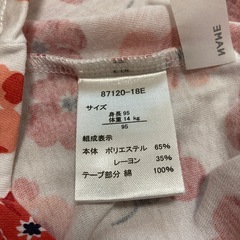 NAME
87120-18E
サイズ
身長 95
体重 14 kg
95
組成表示
本体 ポリエステル 65%
レーヨン 35%
テープ部分 綿 100%